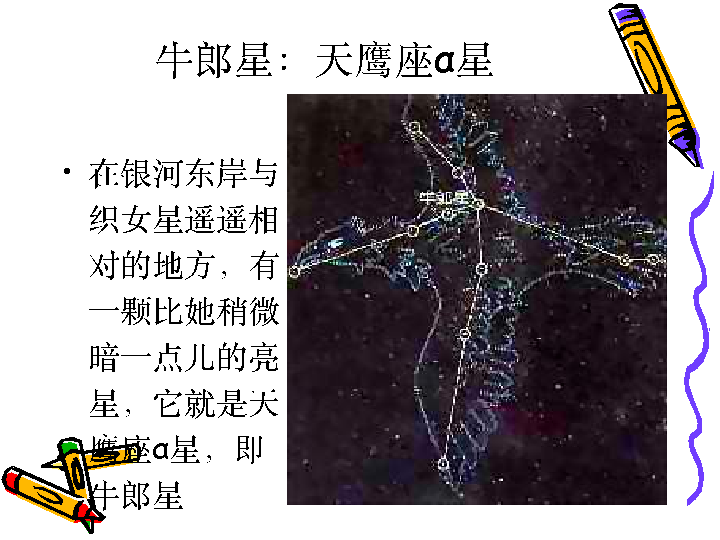 牛郎星：天鹰座α星
• 在银河东岸与
织女星遥遥相
对的地方，有
一颗比她稍微
暗一点儿的亮
星，它就是天
鹰座α星，即
牛郎星
牛郎星